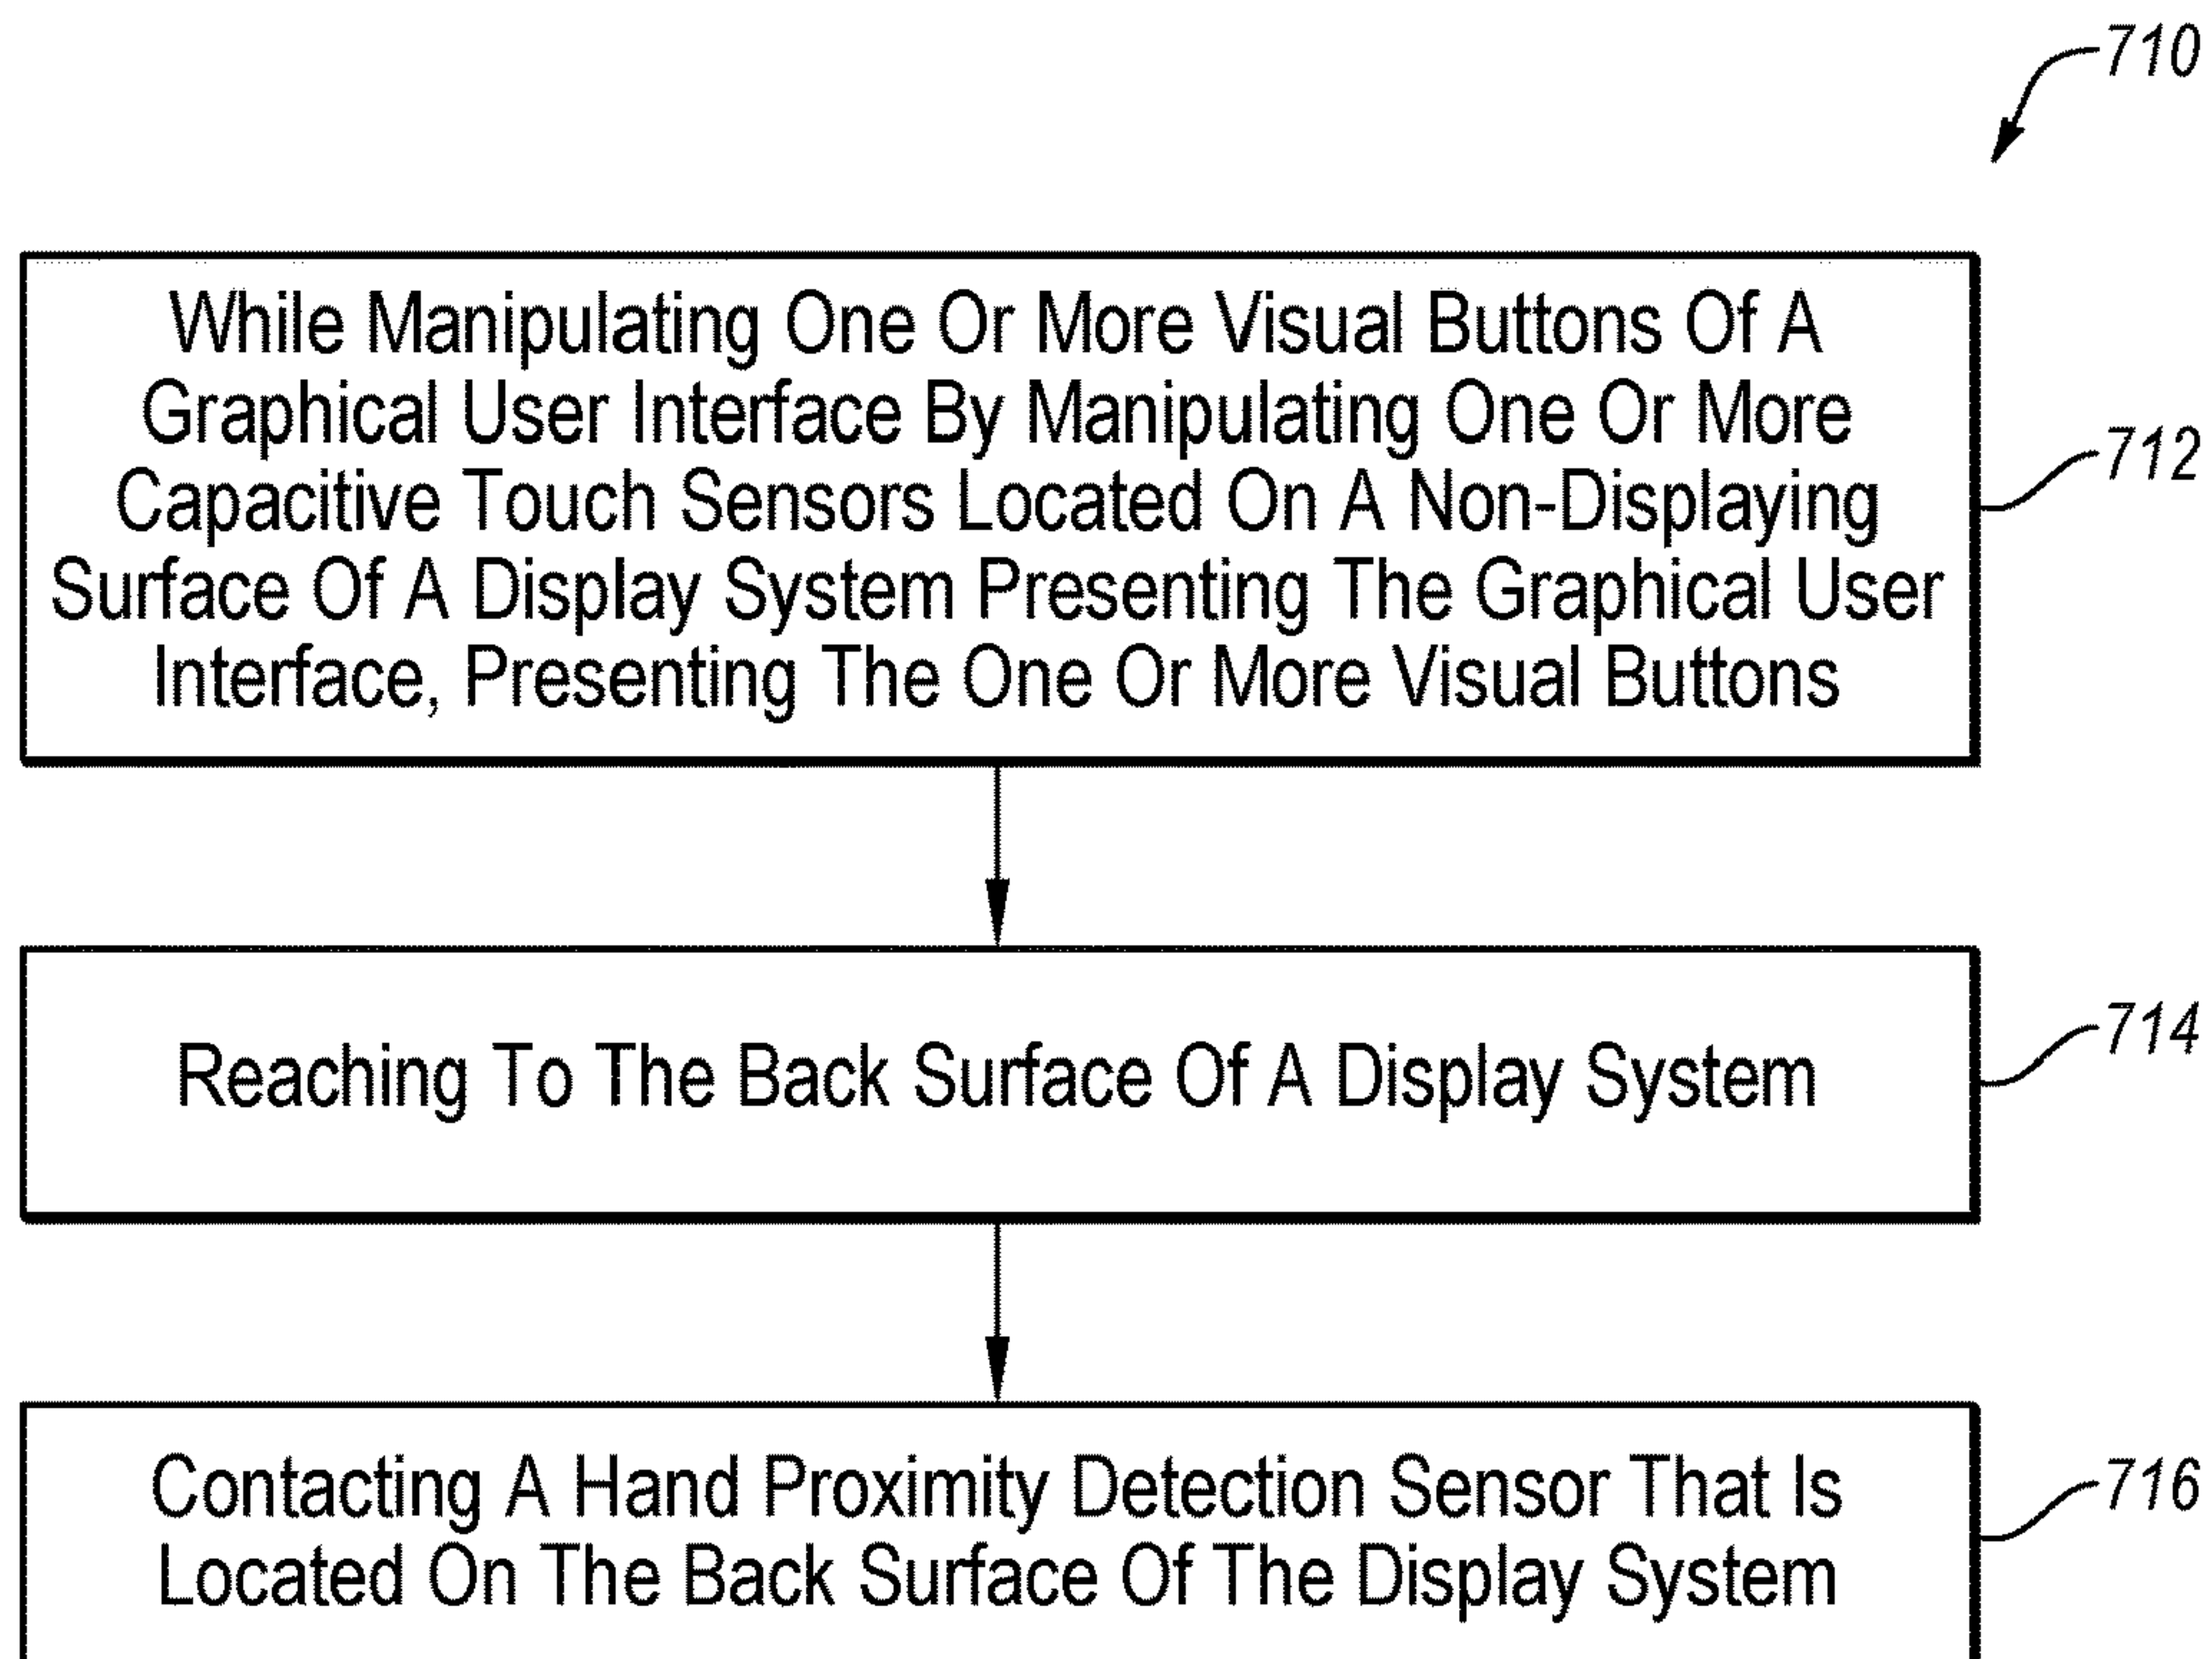 710
While Manipulating One Or More Visual Buttons Of A
Graphical User Interface By Manipulating One Or More
Capacitive Touch Sensors Located On A Non-Displaying
Surface Of A Display System Presenting The Graphical User
Interface, Presenting The One Or More Visual Buttons
712
Reaching To The Back Surface Of A Display System
714
Contacting A Hand Proximity Detection Sensor That Is
Located On The Back Surface Of The Display System
716